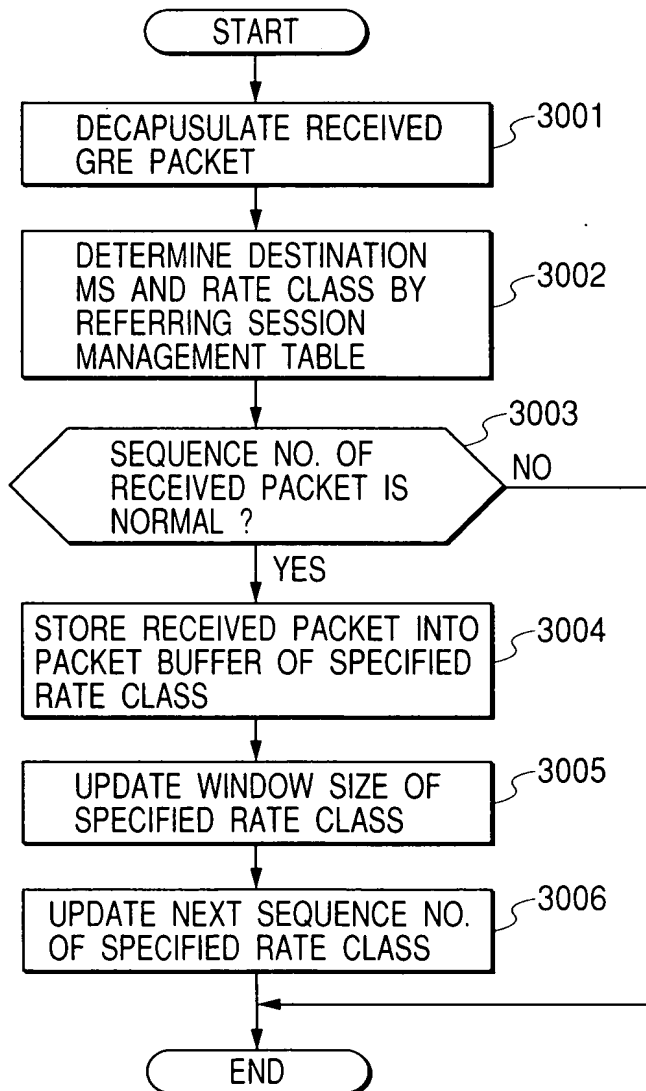 START
DECAPUSULATE RECEIVED
GRE PACKET
3001
DETERMINE DESTINATION
MS AND RATE CLASS BY
REFERRING SESSION
MANAGEMENT TABLE
3002
3003
SEQUENCE NO. OF
RECEIVED PACKET IS
NORMAL ?
NO
YES
STORE RECEIVED PACKET INTO
PACKET BUFFER OF SPECIFIED
RATE CLASS
3004
UPDATE WINDOW SIZE OF
SPECIFIED RATE CLASS
3005
UPDATE NEXT SEQUENCE NO.
OF SPECIFIED RATE CLASS
3006
END